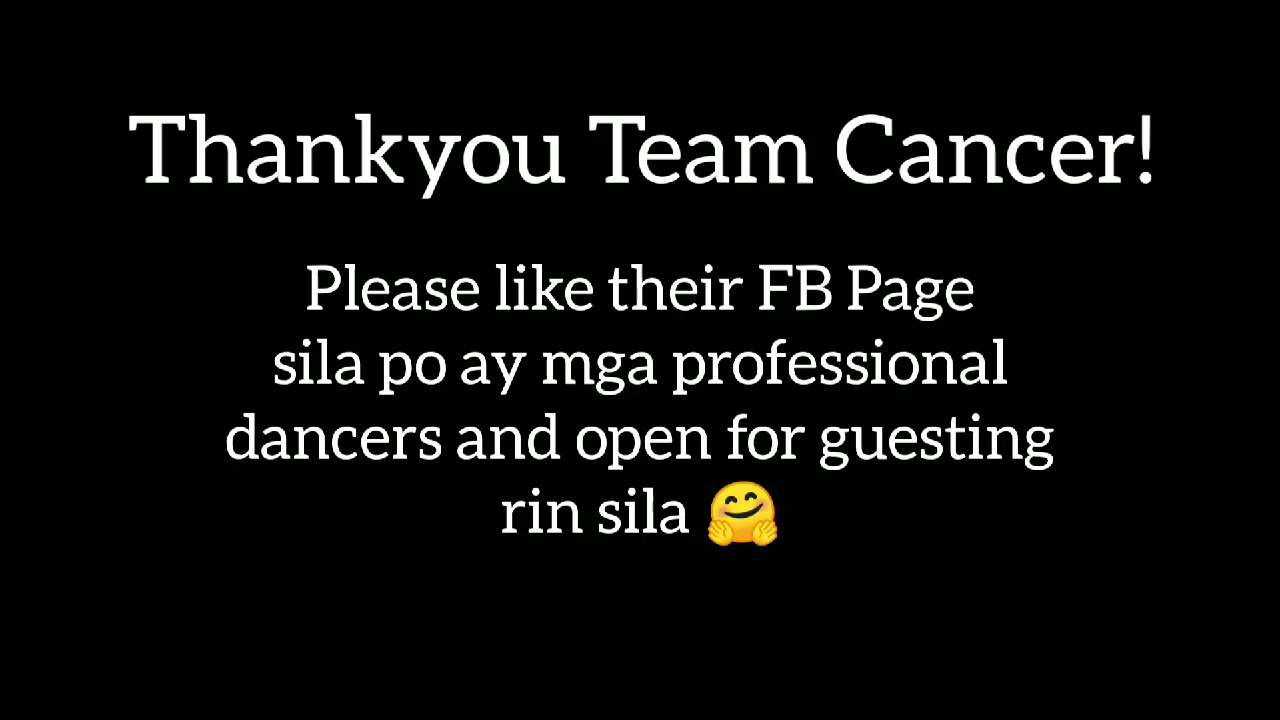 Thankyou Team Cancer!
Please like their FB Page
sila po ay mga professional
dancers and open for guesting
rin sila 🤗